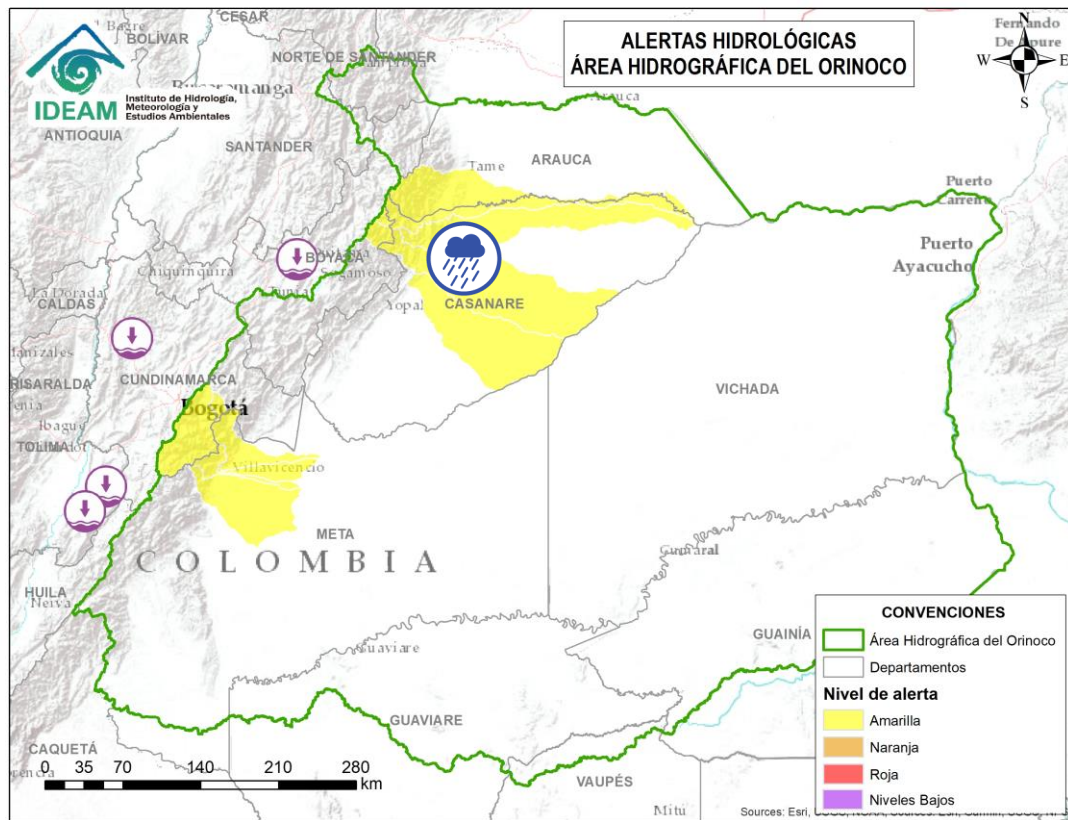 ALERTAS HIDROLÓGICAS
ÁREA HIDROGRÁFICA DEL ORINOCO
IDEAM
Instituto de Hidrología,
Meteorología y
Estudios Ambientales
N
W
E
S
CESAR
BOLÍVAR
NORTE DE SANTANDER
ANTIOQUIA
SANTANDER
Arauca
Tame
ARAUCA
Puerto
Carreño
Puerto
Ayacucho
BOYACÁ
Sogamoso
Chiquinquirá
Tunja
La Dorada
CALDAS
Yopal
CASANARE
Manizales
CUNDINAMARCA
RISARALDA
Bogotá
VICHADA
Ibagué
TOLIMA
Villavicencio
META
COLOMBIA
Cumaral
HUILA
Neiva
GUAINÍA
Guaviare
GUAVIARE
CAQUETÁ
VAUPÉS
Mitú
0 35 70 140 210 280
km
CONVENCIONES
Área Hidrográfica del Orinoco
Departamentos
Nivel de alerta
Amarilla
Naranja
Roja
Niveles Bajos
Sources: Esri,